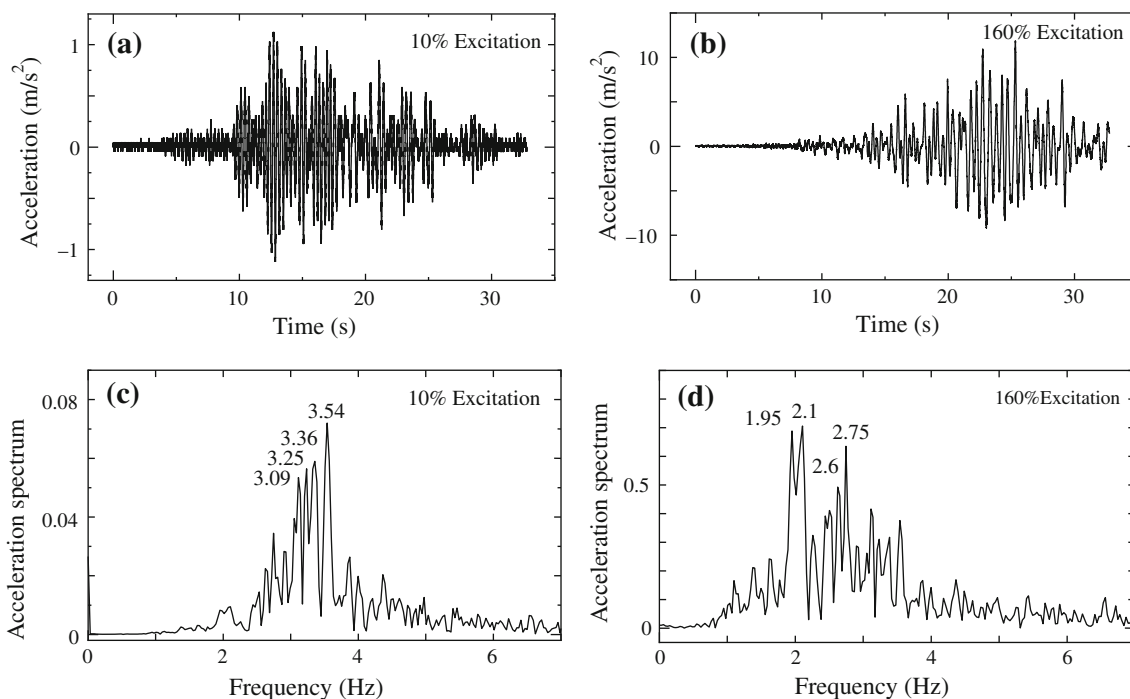 (a)
10% Excitation
Acceleration (m/s²)
1
0
−1
0
10
20
30
Time (s)
(b)
160% Excitation
Acceleration (m/s²)
10
0
−10
0
10
20
30
Time (s)
(c)
10% Excitation
3.54
3.36
3.25
3.09
Acceleration spectrum
0.08
0.04
0
0
2
4
6
Frequency (Hz)
(d)
160%Excitation
1.95
2.1
2.75
2.6
Acceleration spectrum
0.5
0
0
2
4
6
Frequency (Hz)